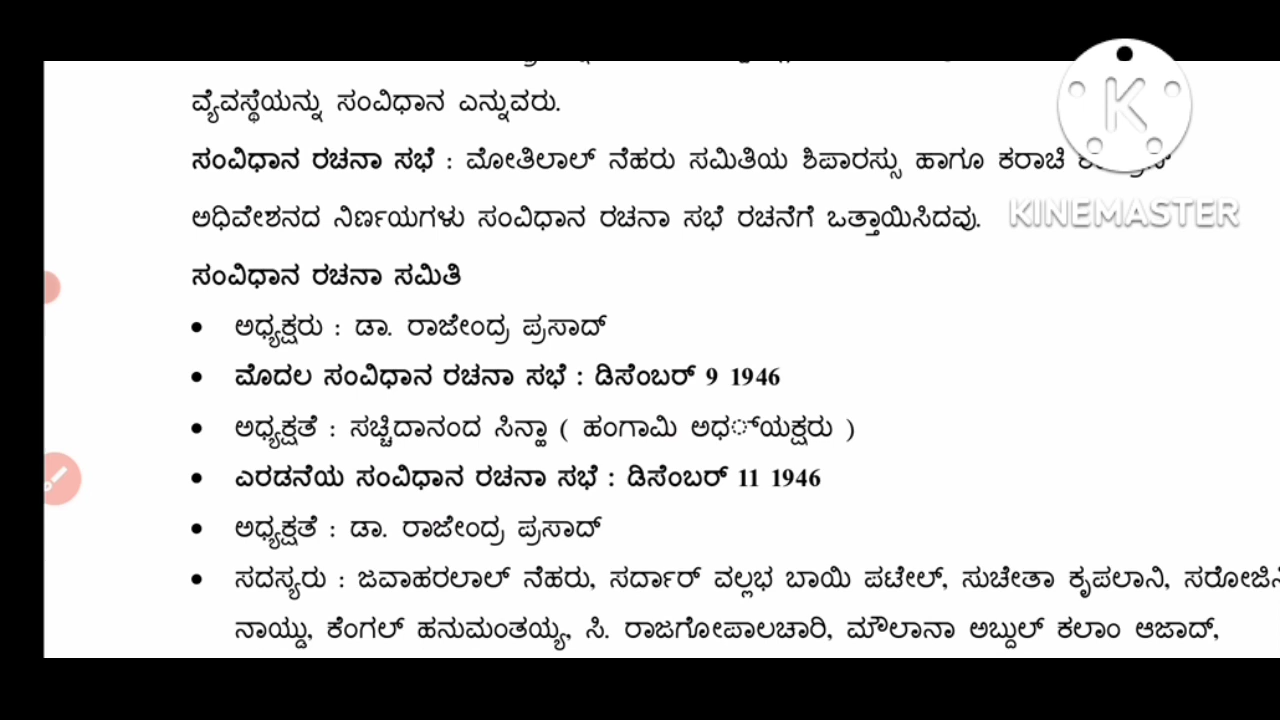 ವ್ಯೆವಸ್ಥೆಯನ್ನು ಸಂವಿಧಾನ ಎನ್ನುವರು.
ಸಂವಿಧಾನ ರಚನಾ ಸಭೆ : ಮೋತಿಲಾಲ್ ನೆಹರು ಸಮಿತಿಯ ಶಿಪಾರಸ್ಸು ಹಾಗೂ ಕರಾಚಿ
ಅಧಿವೇಶನದ ನಿರ್ಣಯಗಳು ಸಂವಿಧಾನ ರಚನಾ ಸಭೆ ರಚನೆಗೆ ಒತ್ತಾಯಿಸಿದವು.
KINEMASTER
ಸಂವಿಧಾನ ರಚನಾ ಸಮಿತಿ
• ಅಧ್ಯಕ್ಷರು : ಡಾ. ರಾಜೇಂದ್ರ ಪ್ರಸಾದ್
• ಮೊದಲ ಸಂವಿಧಾನ ರಚನಾ ಸಭೆ : ಡಿಸೆಂಬರ್ 9 1946
• ಅಧ್ಯಕ್ಷತೆ : ಸಚ್ಚಿದಾನಂದ ಸಿನ್ಹಾ ( ಹಂಗಾಮಿ ಅಧ್ಯಕ್ಷರು )
• ಎರಡನೆಯ ಸಂವಿಧಾನ ರಚನಾ ಸಭೆ : ಡಿಸೆಂಬರ್ 11 1946
• ಅಧ್ಯಕ್ಷತೆ : ಡಾ. ರಾಜೇಂದ್ರ ಪ್ರಸಾದ್
• ಸದಸ್ಯರು : ಜವಾಹರಲಾಲ್ ನೆಹರು, ಸರ್ದಾರ್ ವಲ್ಲಭ ಬಾಯಿ ಪಟೇಲ್, ಸುಚೇತಾ ಕೃಪಲಾನಿ,
ನಾಯ್ಡು, ಕೆಂಗಲ್ ಹನುಮಂತಯ್ಯ, ಸಿ. ರಾಜಗೋಪಾಲಚಾರಿ, ಮೌಲಾನಾ ಅಬ್ದುಲ್ ಕಲಾಂ ಆಜಾದ್,